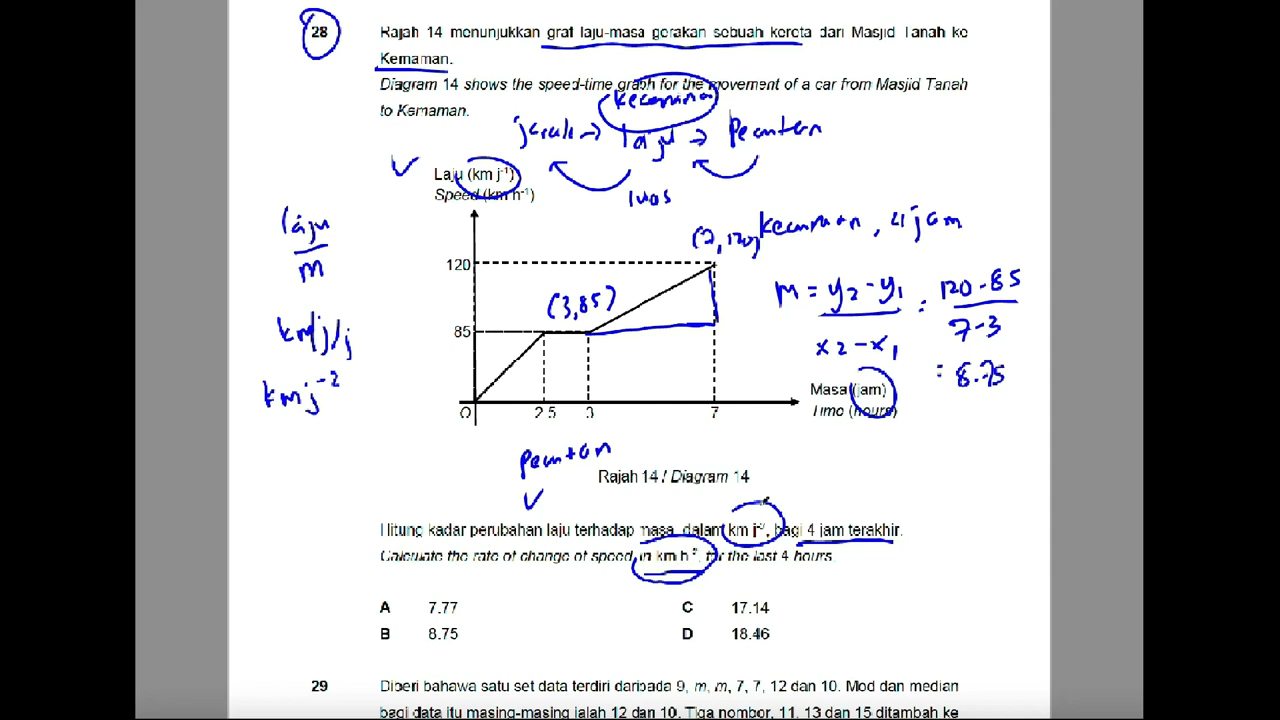 28 Rajah 14 menunjukkan graf laju-masa gerakan sebuah kereta dari Masjid Tanah ke
Kemaman.
Diagram 14 shows the speed-time graph for the movement of a car from Masjid Tanah
to Kemaman.
kecerunan
jarak → laju → pecutan
luas
Laju (km j⁻¹)
Speed (km h⁻¹)
laju
m
km/j/j
km j⁻²
(7,120)
kecerunan, 4 jam
120
(3,85)
85
m = y2 - y1 = 120-85
x2 - x1 7-3
= 8.75
Masa (jam)
Time (hours)
O 2.5 3 7
pecutan
Rajah 14 / Diagram 14
Hitung kadar perubahan laju terhadap masa, dalam km j⁻², bagi 4 jam terakhir.
Calculate the rate of change of speed, in km h⁻², for the last 4 hours.
A 7.77 C 17.14
B 8.75 D 18.46
29 Diberi bahawa satu set data terdiri daripada 9, m, m, 7, 7, 12 dan 10. Mod dan median
bagi data itu masing-masing ialah 12 dan 10. Tiga nombor, 11, 13 dan 15 ditambah ke